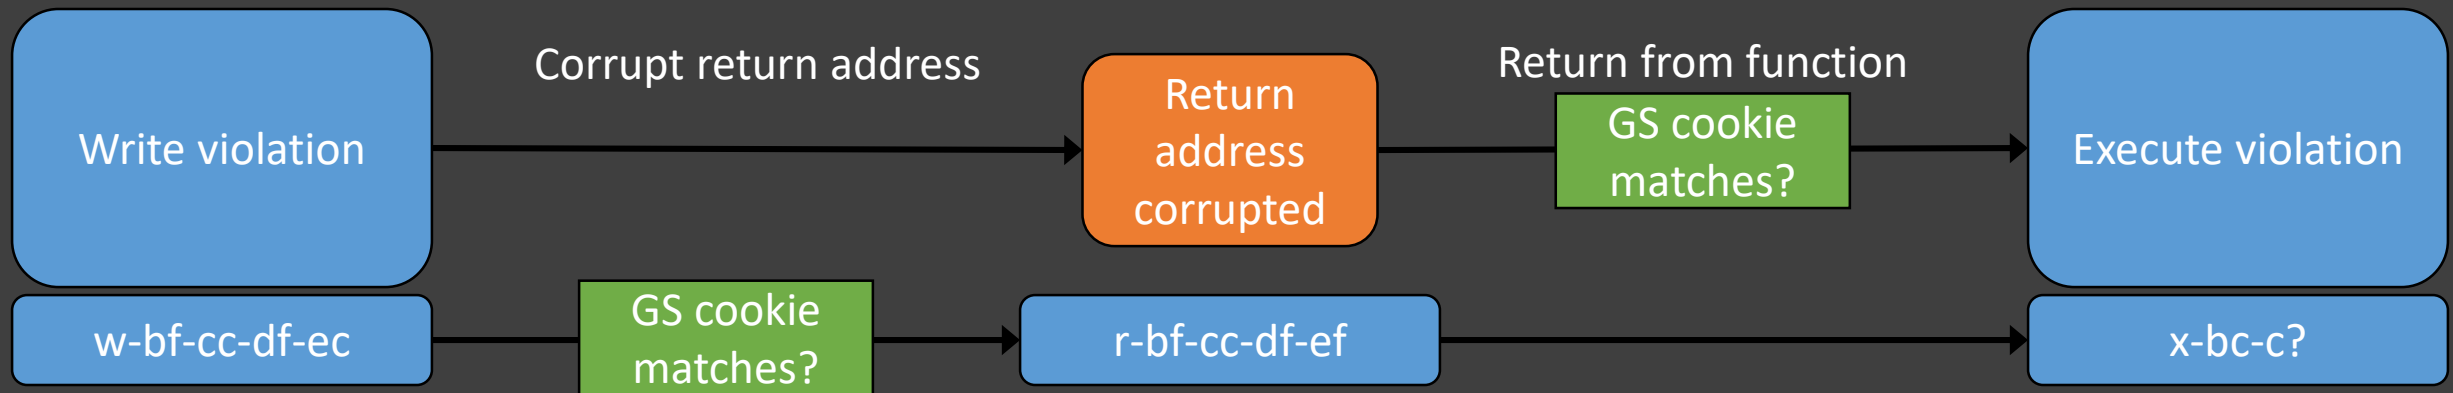 Write violation
Corrupt return address
Return
address
corrupted
Return from function
GS cookie
matches?
Execute violation
w-bf-cc-df-ec
GS cookie
matches?
r-bf-cc-df-ef
x-bc-c?